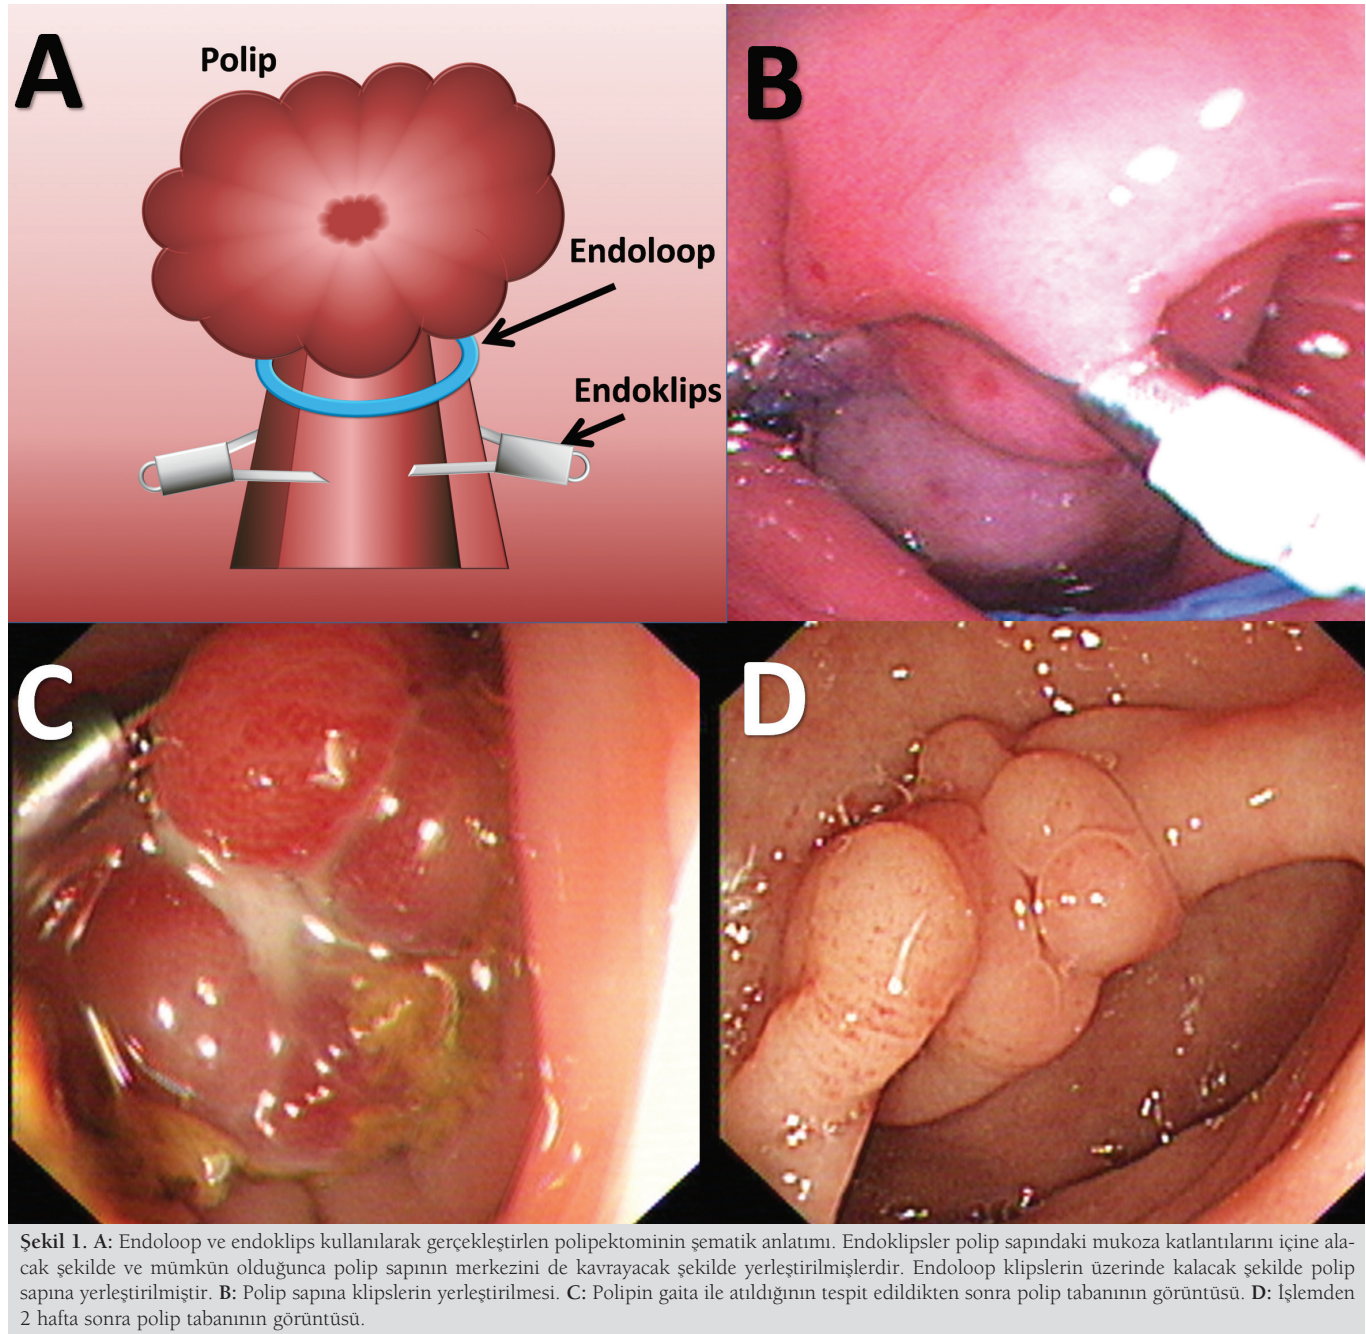 A
Polip
Endoloop
Endoklips
B
C
D
Şekil 1. A: Endoloop ve endoklips kullanılarak gerçekleştirlen polipektominin şematik anlatımı. Endoklipsler polip sapındaki mukoza katlantılarını içine ala-
cak şekilde ve mümkün olduğunca polip sapının merkezini de kavrayacak şekilde yerleştirilmişlerdir. Endoloop klipslerin üzerinde kalacak şekilde polip
sapına yerleştirilmiştir. B: Polip sapına klipslerin yerleştirilmesi. C: Polipin gaita ile atıldığının tespit edildikten sonra polip tabanının görüntüsü. D: İşlemden
2 hafta sonra polip tabanının görüntüsü.